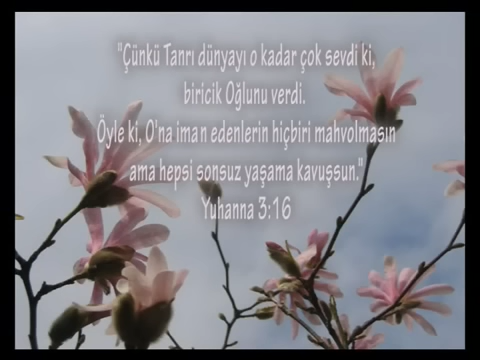 "Çünkü Tanrı dünyayı o kadar çok sevdi ki,
biricik Oğlunu verdi.
Öyle ki, O'na iman edenlerin hiçbiri mahvolmasın
ama hepsi sonsuz yaşama kavuşsun."
Yuhanna 3:16